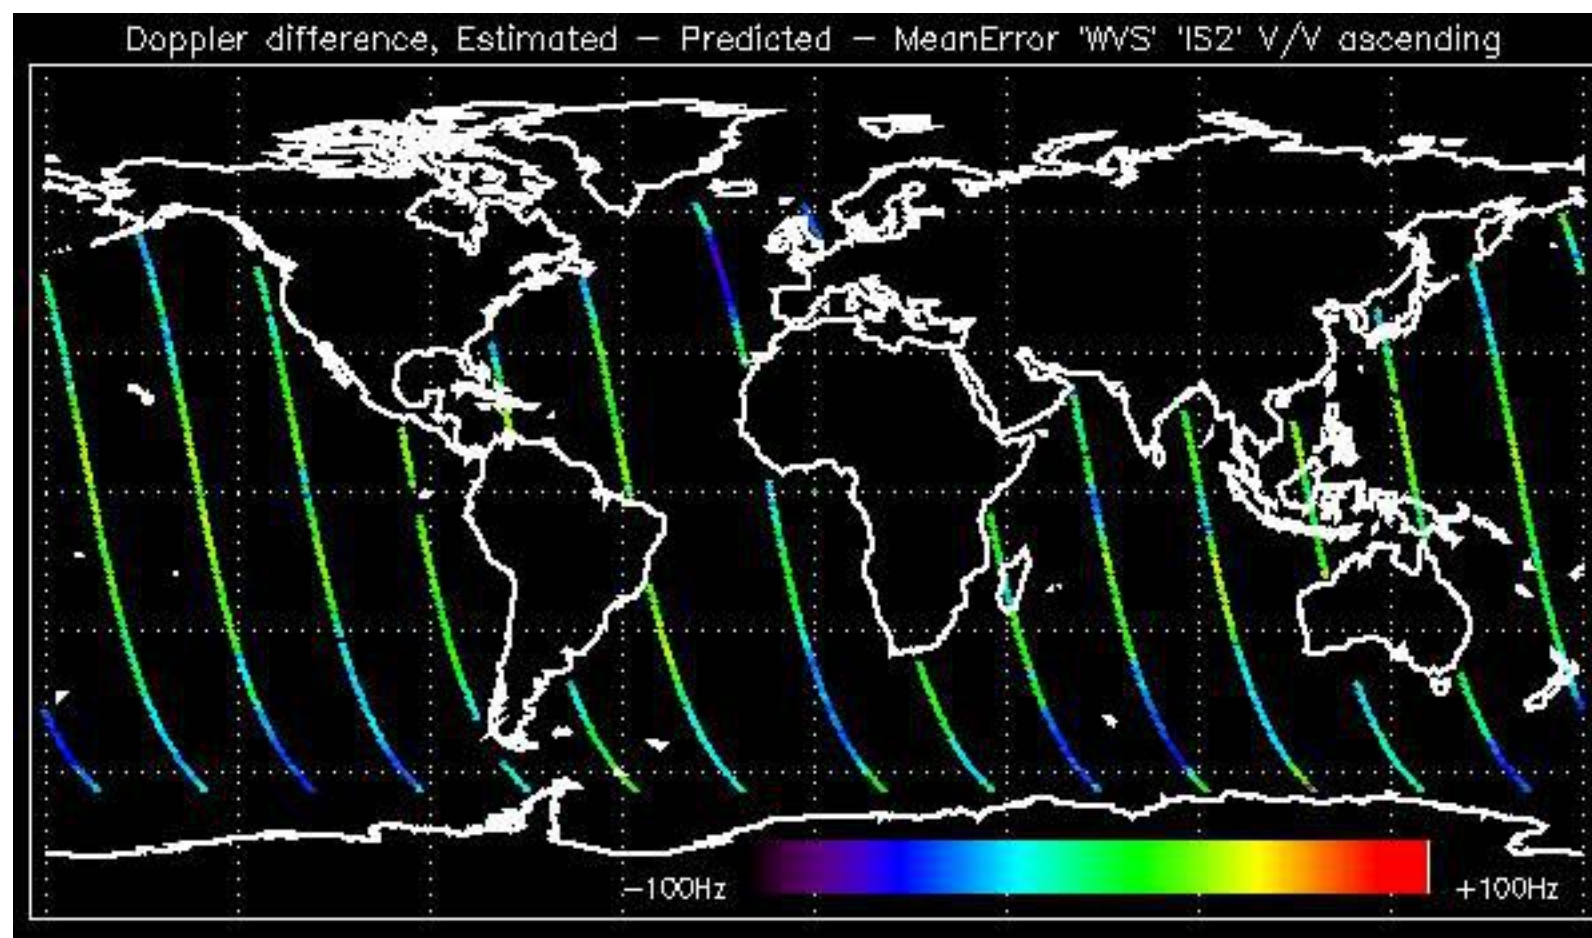 Doppler difference, Estimated – Predicted – MeanError 'WVS' 'IS2' V/V ascending
–100Hz +100Hz